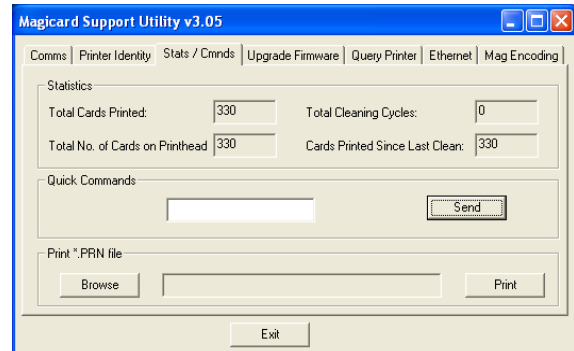 Magicard Support Utility v3.05
Comms Printer Identity Stats / Cmnds Upgrade Firmware Query Printer Ethernet Mag Encoding
Statistics
Total Cards Printed: 330 Total Cleaning Cycles: 0
Total No. of Cards on Printhead 330 Cards Printed Since Last Clean: 330
Quick Commands
Send
Print *.PRN file
Browse Print
Exit